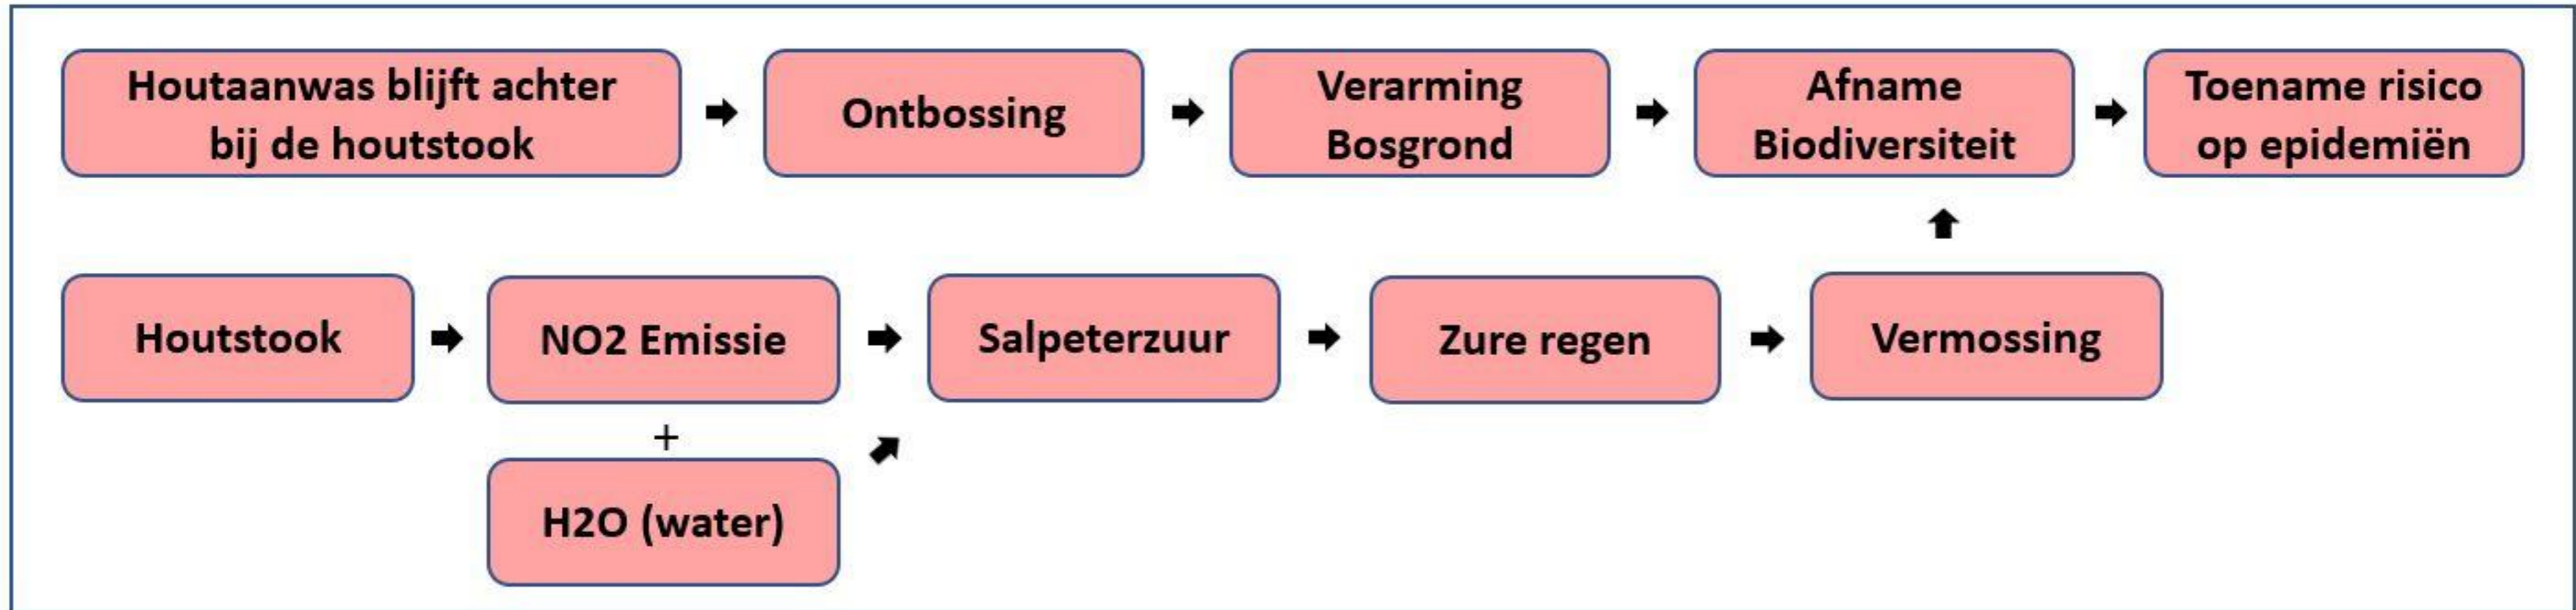 Houtaanwas blijft achter
bij de houtstook
Ontbossing
Verarming
Bosgrond
Afname
Biodiversiteit
Toename risico
op epidemiën
Houtstook
NO2 Emissie
Salpeterzuur
Zure regen
Vermossing
+
H2O (water)